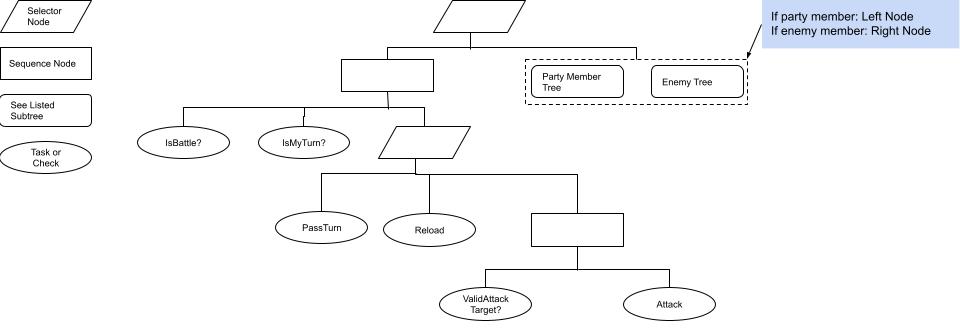 Selector
Node
Sequence Node
See Listed
Subtree
Task or
Check
If party member: Left Node
If enemy member: Right Node
Party Member
Tree
Enemy Tree
IsBattle?
IsMyTurn?
PassTurn
Reload
ValidAttack
Target?
Attack